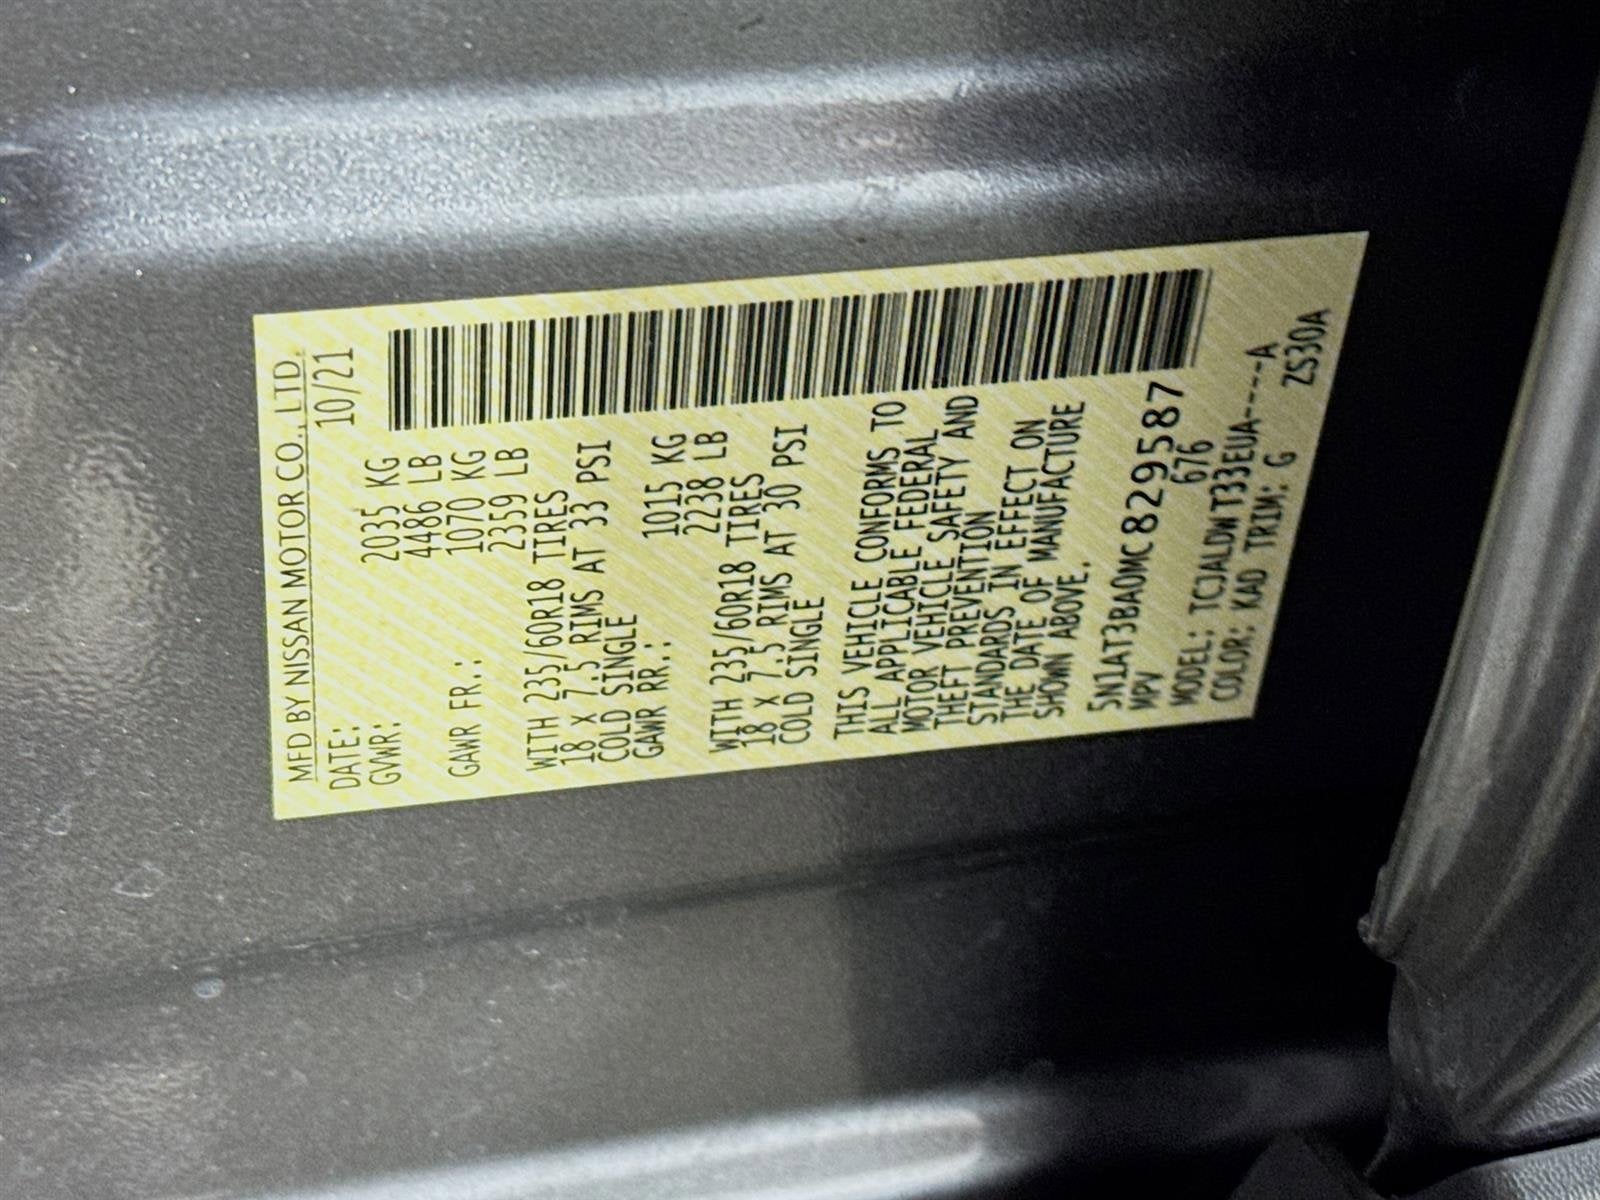 MFD BY NISSAN MOTOR CO., LTD.
DATE: 10/21
GVWR: 2035 KG
4486 LB
GAWR FR.: 1070 KG
2359 LB
WITH 235/60R18 TIRES
18 X 7.5 RIMS AT 33 PSI
COLD SINGLE
GAWR RR.: 1015 KG
2238 LB
WITH 235/60R18 TIRES
18 X 7.5 RIMS AT 30 PSI
COLD SINGLE
THIS VEHICLE CONFORMS TO
ALL APPLICABLE FEDERAL
MOTOR VEHICLE SAFETY AND
THEFT PREVENTION
STANDARDS IN EFFECT ON
THE DATE OF MANUFACTURE
SHOWN ABOVE.
5N1AT3BA0MC829587
MPV 676
MODEL: TCJALDWT33EUA----A
COLOR: KAD TRIM: G ZS30A